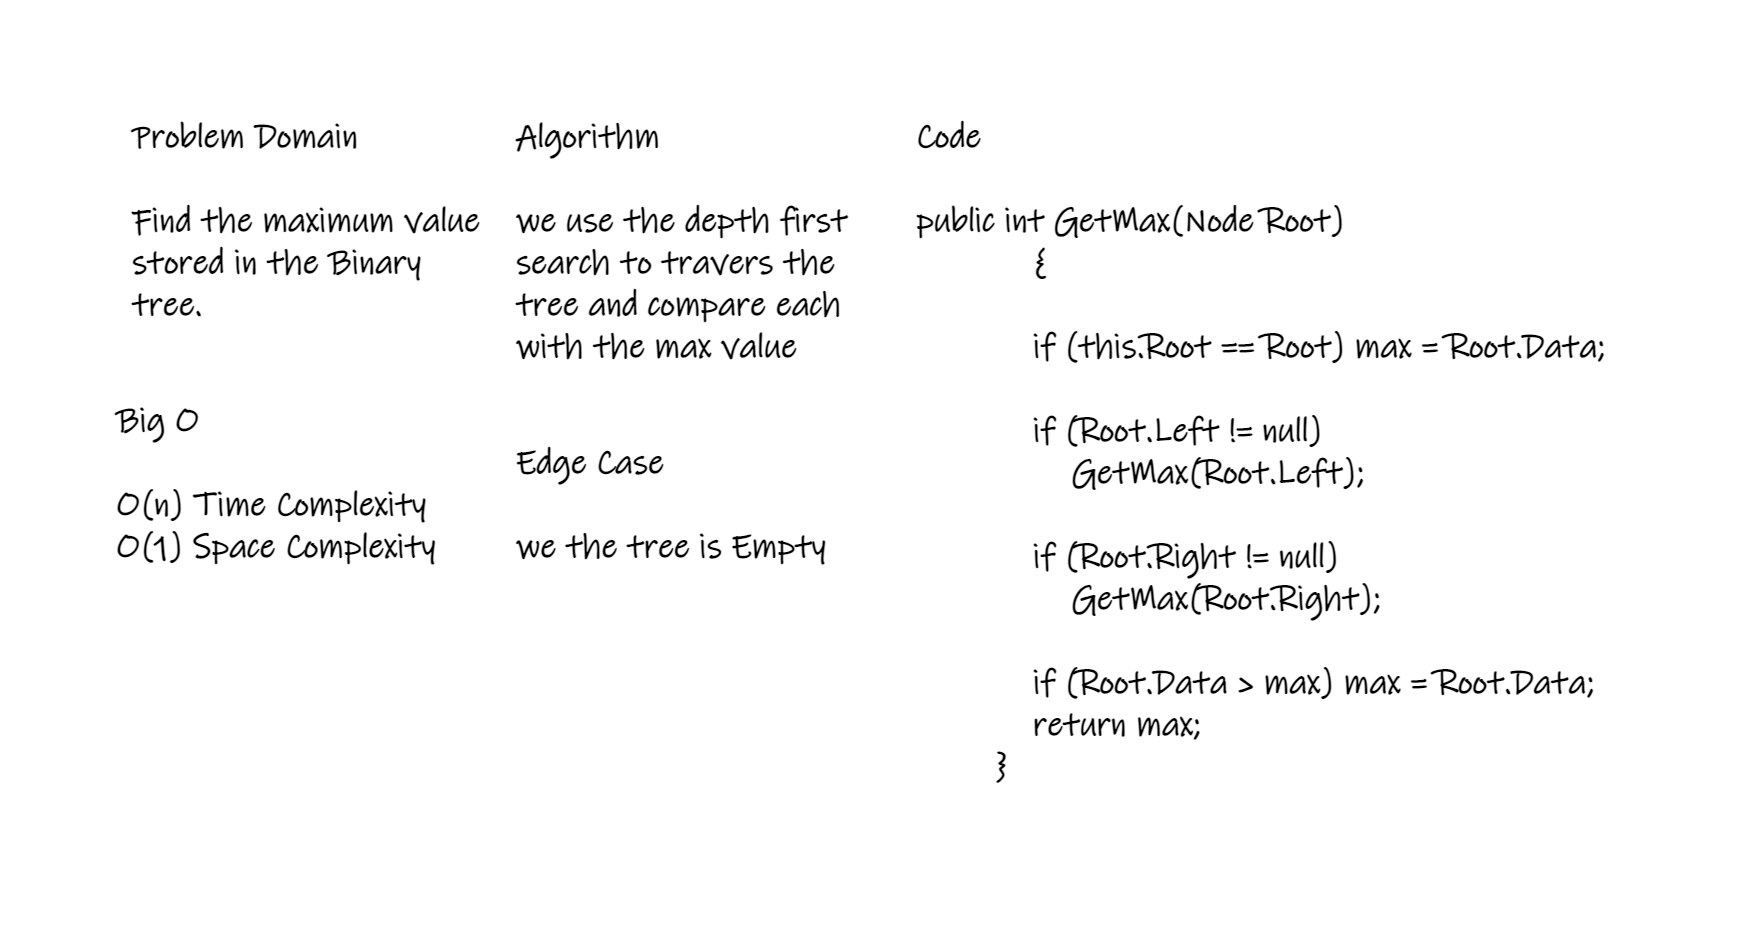 Problem Domain
Find the maximum value
stored in the Binary
tree.
Big O
O(n) Time Complexity
O(1) Space Complexity
Algorithm
we use the depth first
search to travers the
tree and compare each
with the max value
Edge Case
we the tree is Empty
Code
public int GetMax(Node Root)
{
if (this.Root == Root) max = Root.Data;
if (Root.Left != null)
GetMax(Root.Left);
if (Root.Right != null)
GetMax(Root.Right);
if (Root.Data > max) max = Root.Data;
return max;
}